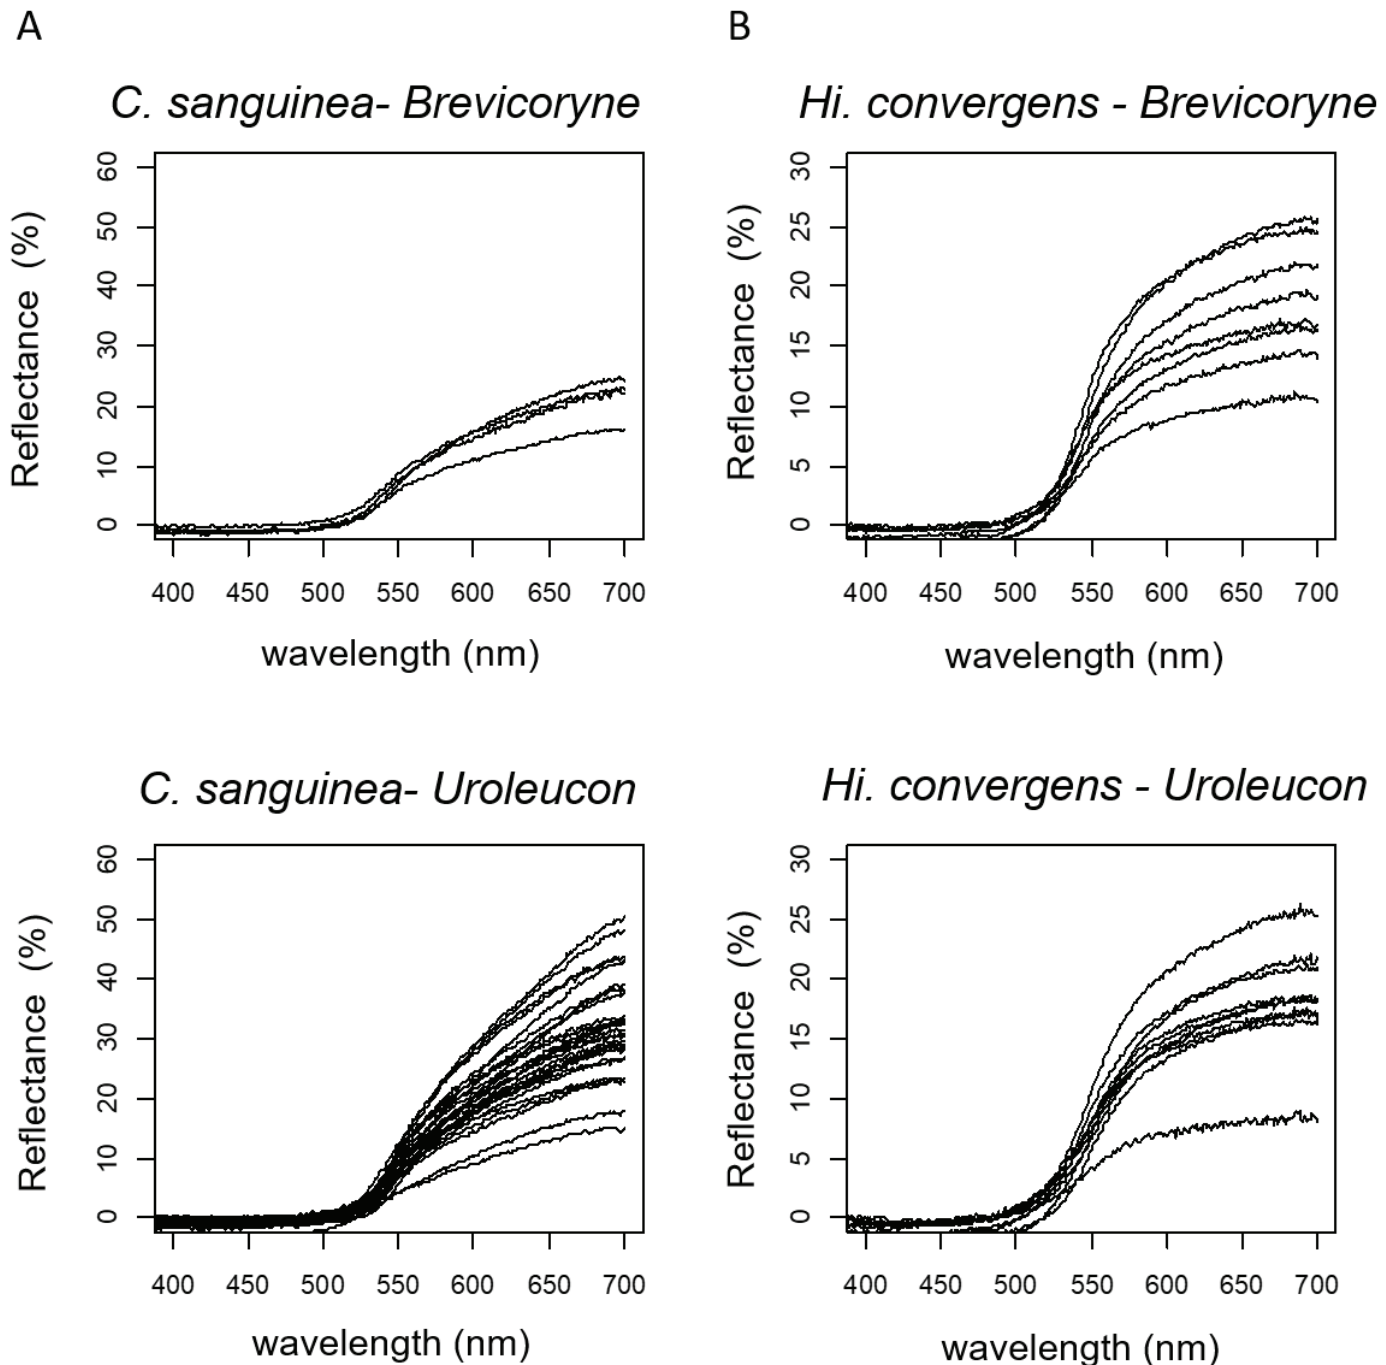 A
B
C. sanguinea- Brevicoryne
Hi. convergens - Brevicoryne
Reflectance (%)
60
50
40
30
20
10
0
400 450 500 550 600 650 700
wavelength (nm)
Reflectance (%)
30
25
20
15
10
5
0
400 450 500 550 600 650 700
wavelength (nm)
C. sanguinea- Uroleucon
Hi. convergens - Uroleucon
Reflectance (%)
60
50
40
30
20
10
0
400 450 500 550 600 650 700
wavelength (nm)
Reflectance (%)
30
25
20
15
10
5
0
400 450 500 550 600 650 700
wavelength (nm)